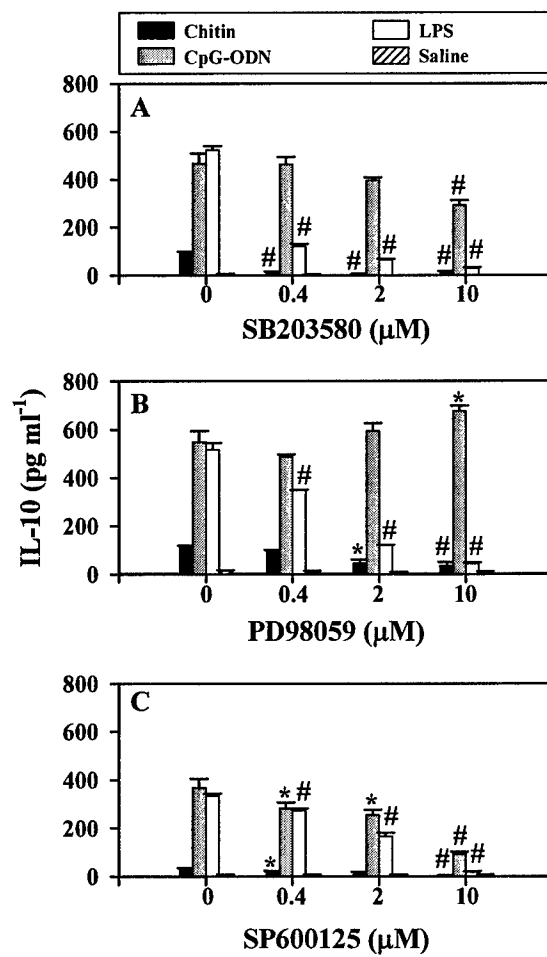 Chitin LPS
CpG-ODN Saline
800
A
600
#
400
#
200
# # # # #
0
0 0.4 2 10
SB203580 (μM)
800
B
*
600
#
400
#
200
* # #
0
0 0.4 2 10
PD98059 (μM)
800
C
600
400
* # * #
200
* # # #
0
0 0.4 2 10
SP600125 (μM)
IL-10 (pg ml⁻¹)